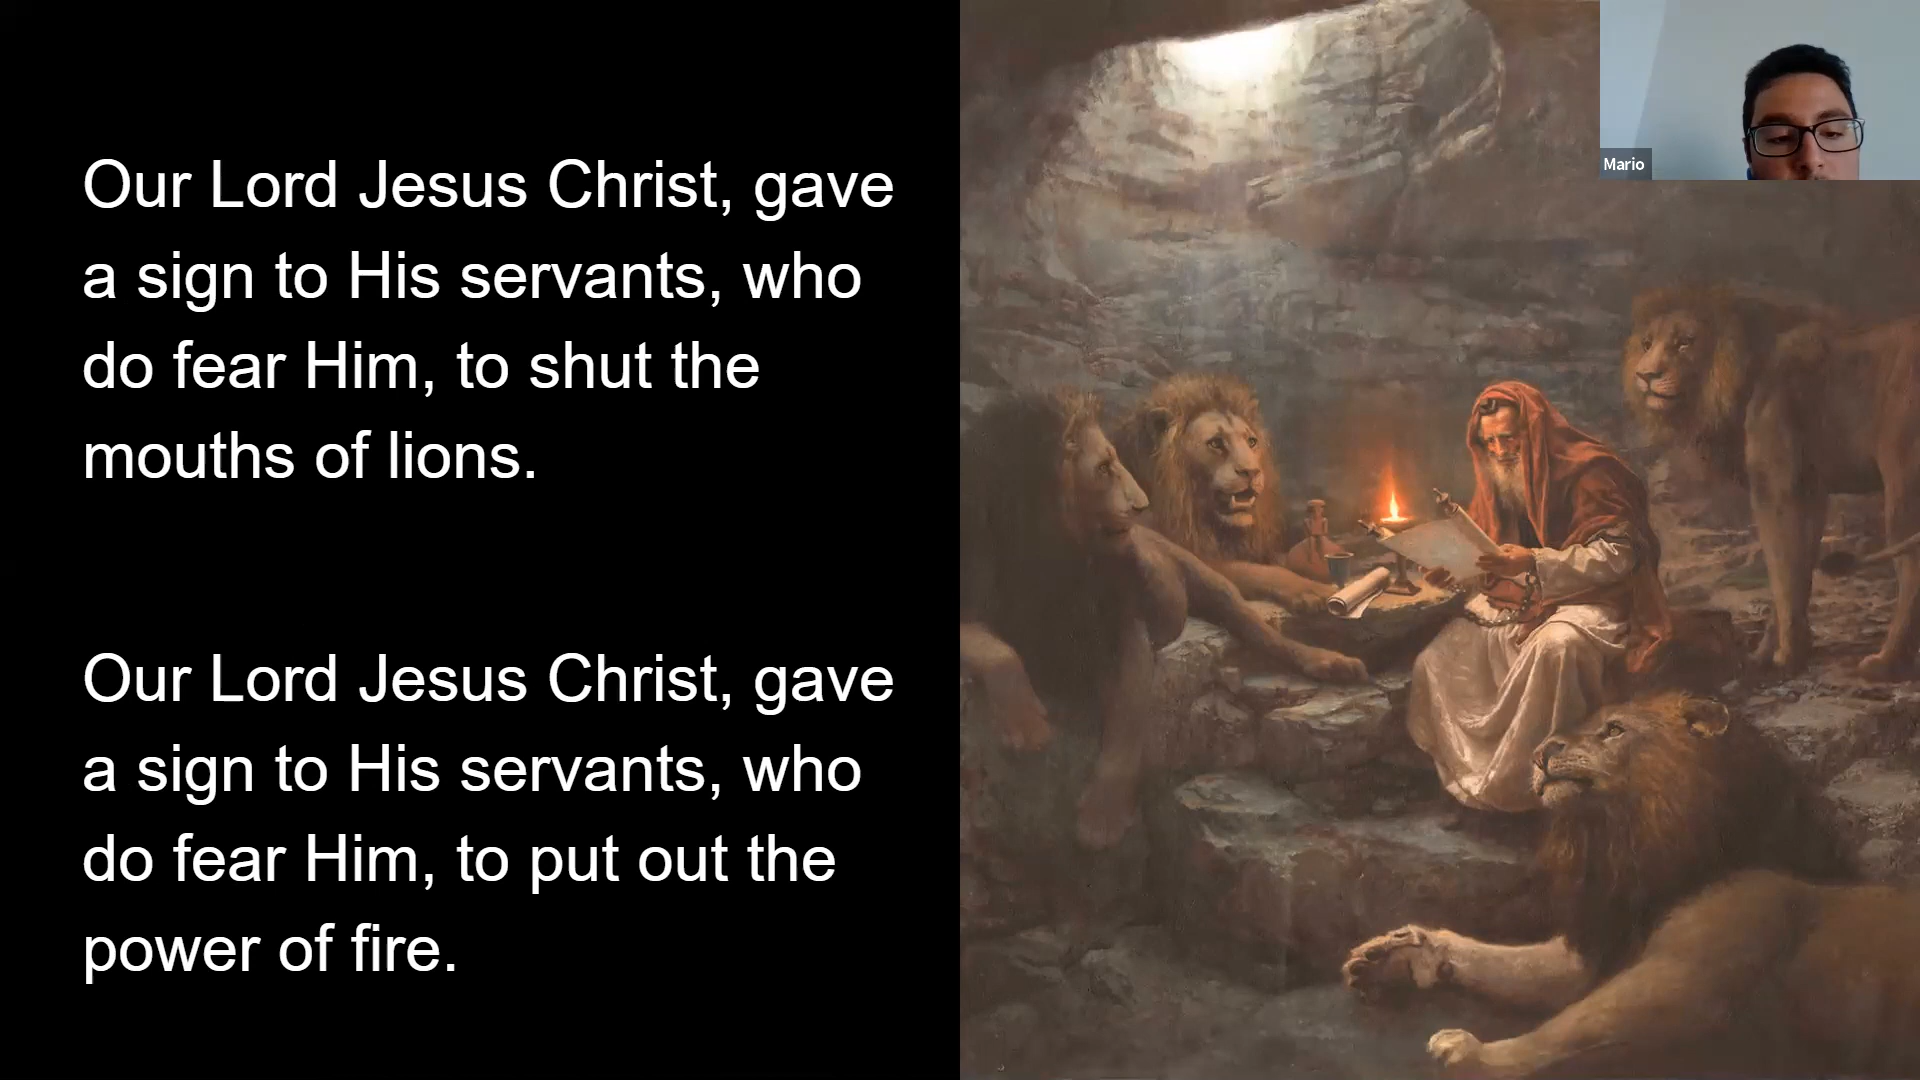 Our Lord Jesus Christ, gave
a sign to His servants, who
do fear Him, to shut the
mouths of lions.
Our Lord Jesus Christ, gave
a sign to His servants, who
do fear Him, to put out the
power of fire.
Mario